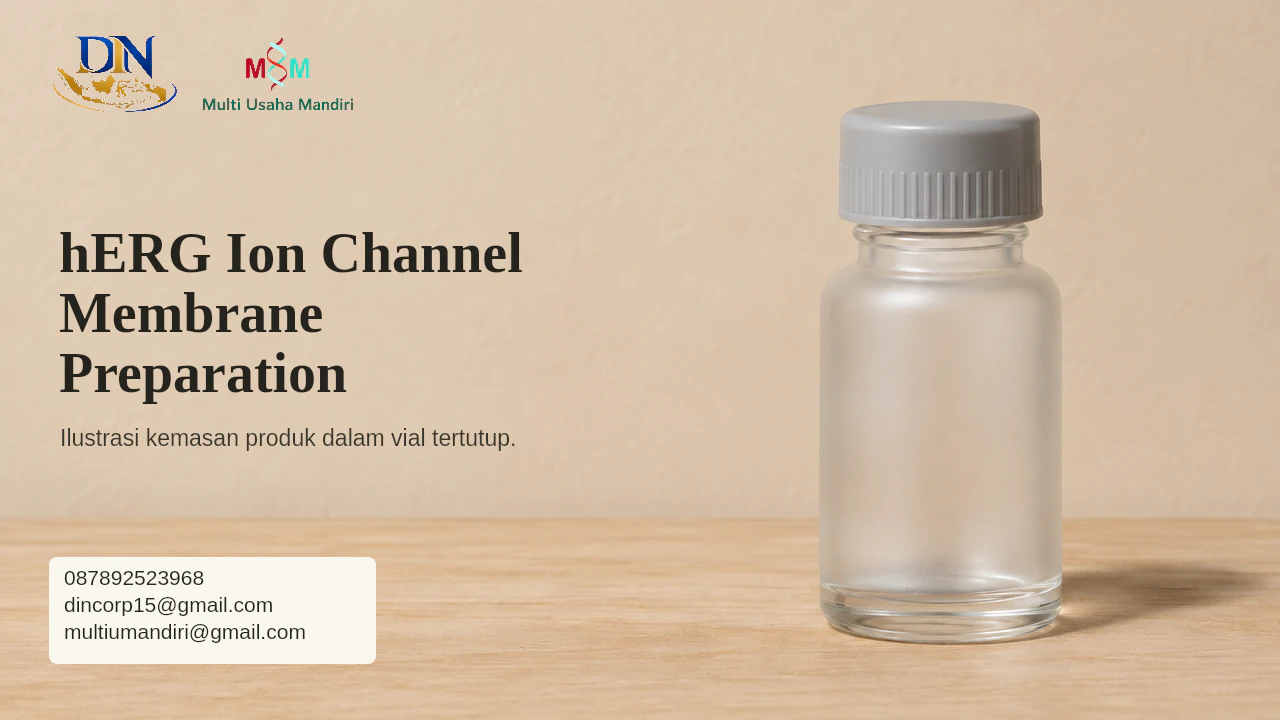 DIN
MSM
Multi Usaha Mandiri
hERG Ion Channel
Membrane
Preparation
Ilustrasi kemasan produk dalam vial tertutup.
087892523968
dincorp15@gmail.com
multiumandiri@gmail.com